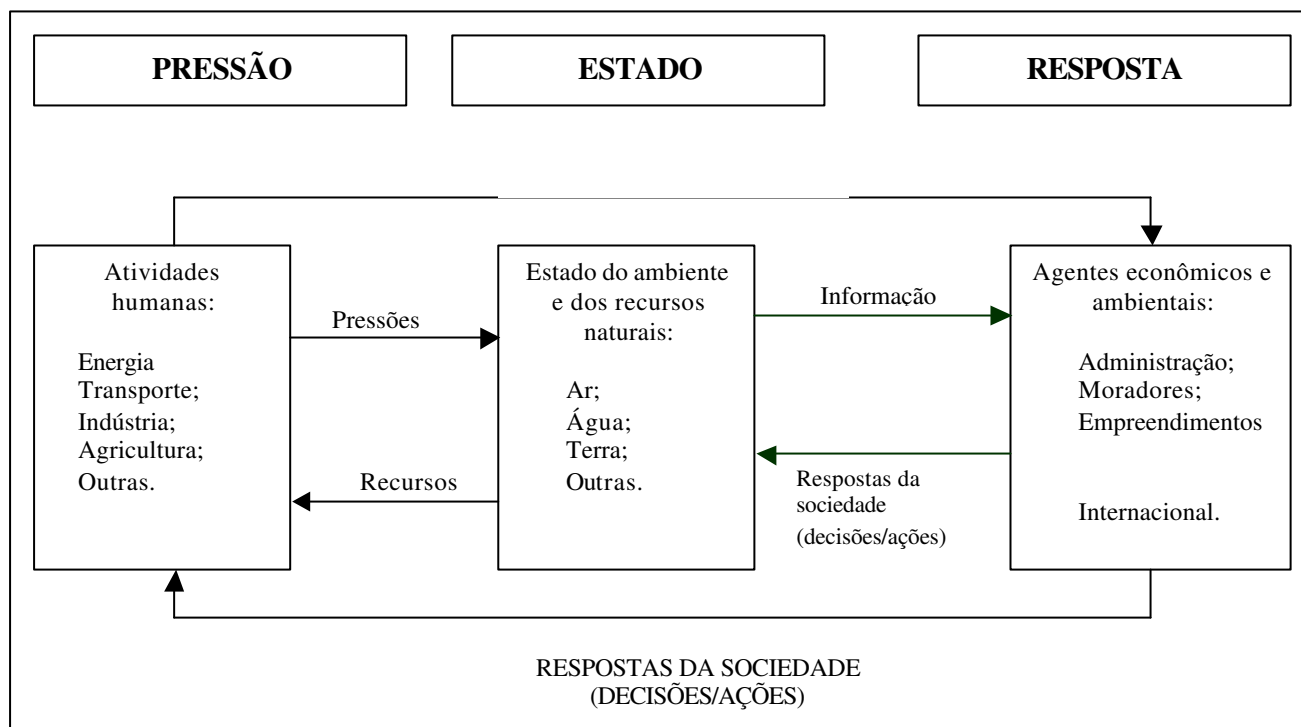 PRESSÃO
ESTADO
RESPOSTA
Atividades
humanas:
Energia
Transporte;
Indústria;
Agricultura;
Outras.
Pressões
Recursos
Estado do ambiente
e dos recursos
naturais:
Ar;
Água;
Terra;
Outras.
Informação
Respostas da
sociedade
(decisões/ações)
Agentes econômicos e
ambientais:
Administração;
Moradores;
Empreendimentos
Internacional.
RESPOSTAS DA SOCIEDADE
(DECISÕES/AÇÕES)